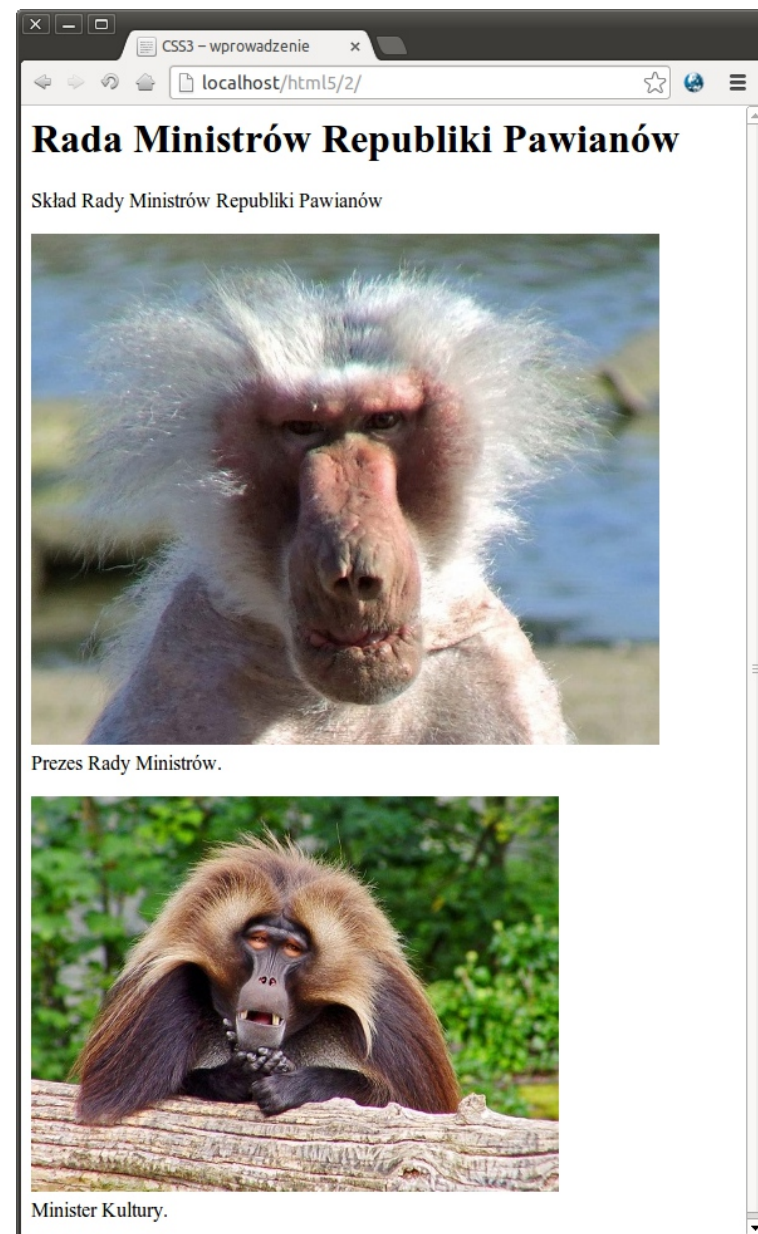 CSS3 – wprowadzenie
localhost/html5/2/
Rada Ministrów Republiki Pawianów
Skład Rady Ministrów Republiki Pawianów
Prezes Rady Ministrów.
Minister Kultury.